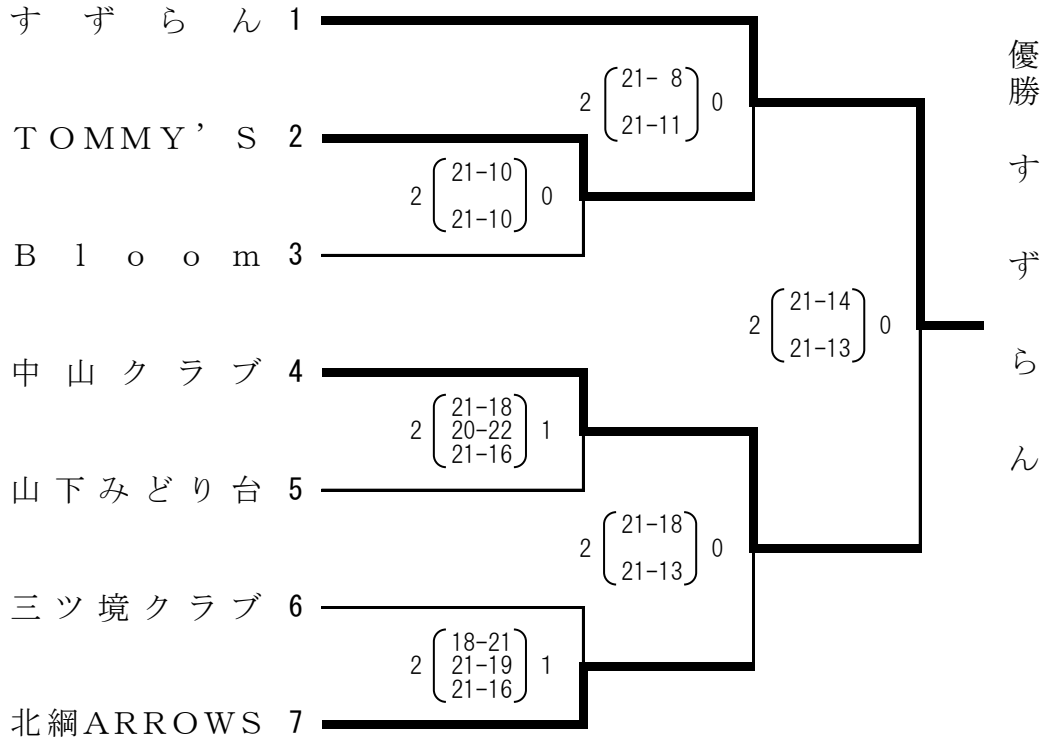 すずらん 1
21- 8
2 0
21-11
TOMMY’S 2
21-10
2 0
21-10
Bloom 3
21-14
2 0
21-13
中山クラブ 4
21-18
2 20-22 1
21-16
山下みどり台 5
21-18
2 0
21-13
三ツ境クラブ 6
18-21
2 21-19 1
21-16
北綱ARROWS 7
優勝 すずらん